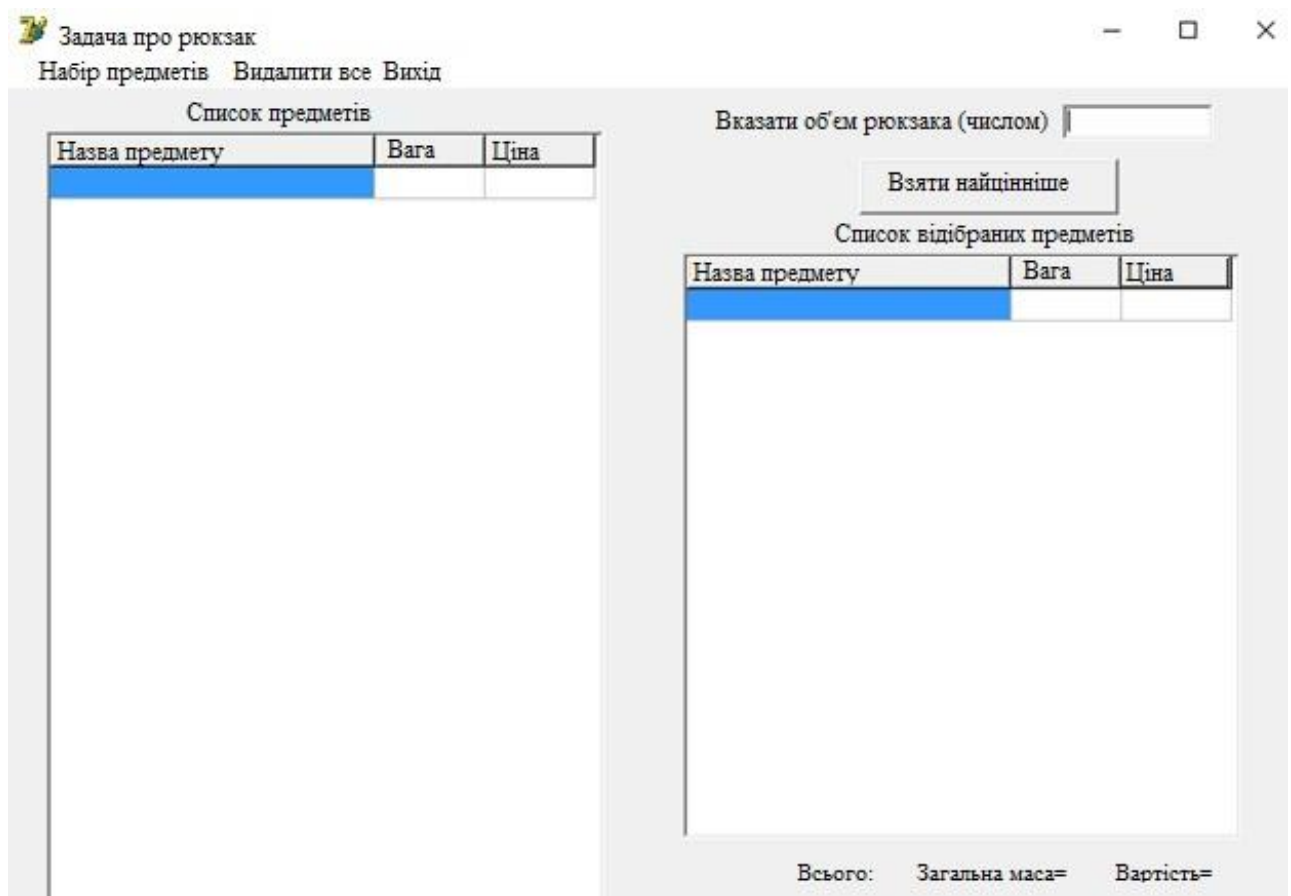 Задача про рюкзак
Набір предметів Видалити все Вихід
Список предметів
Назва предмету Вага Ціна
Вказати об'єм рюкзака (числом)
Взяти найцінніше
Список відібраних предметів
Назва предмету Вага Ціна
Всього: Загальна маса= Вартість=